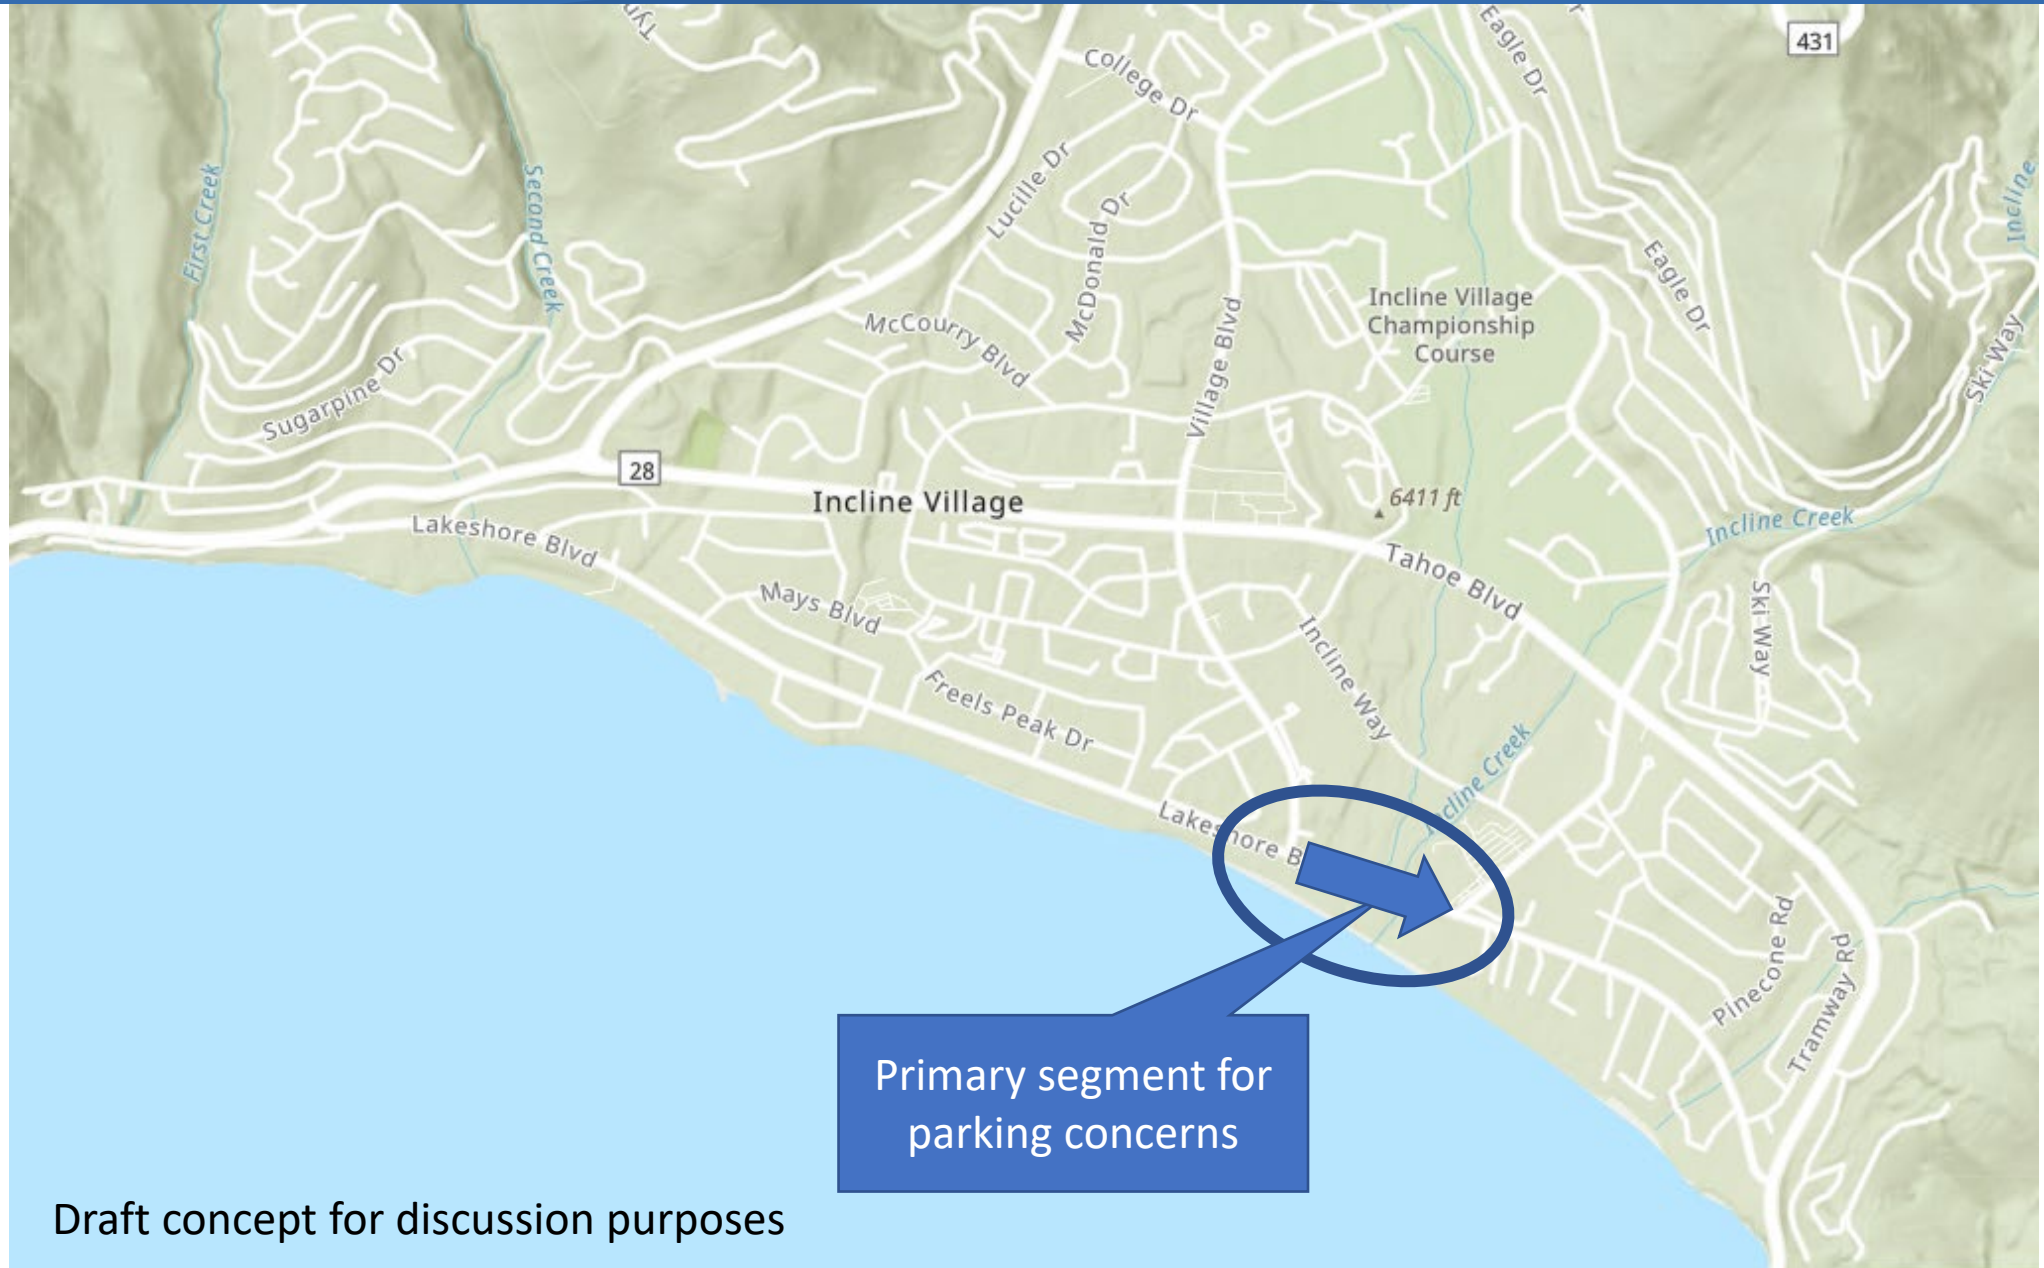 Tyn
College Dr
Eagle Dr
431
First Creek
Second Creek
Lucille Dr
McDonald Dr
Incline
Eagle Dr
Incline Village
Championship
Course
McCourry Blvd
Village Blvd
Ski Way
Sugarpine Dr
28
Incline Village
6411 ft
Lakeshore Blvd
Incline Creek
Tahoe Blvd
Mays Blvd
Ski Way
Incline Way
Freels Peak Dr
Incline Creek
Lakeshore B
Pinecone Rd
Tramway Rd
Primary segment for
parking concerns
Draft concept for discussion purposes